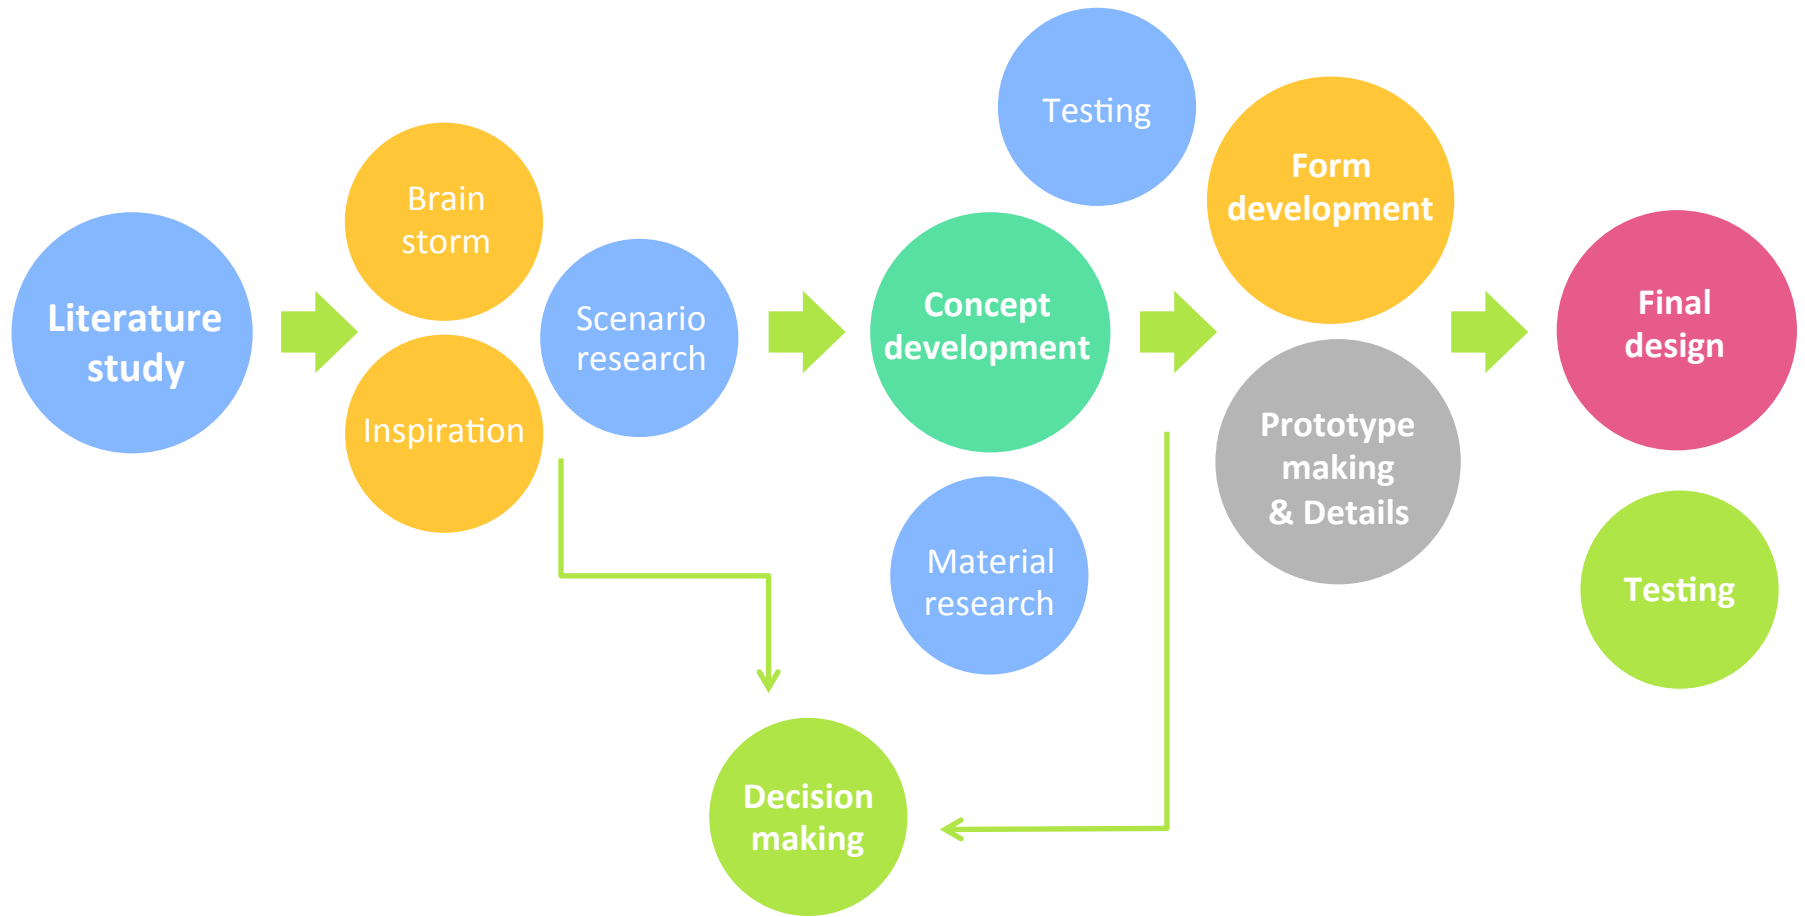 Literature
study
Brain
storm
Inspiration
Scenario
research
Concept
development
Testing
Material
research
Form
development
Prototype
making
& Details
Final
design
Testing
Decision
making